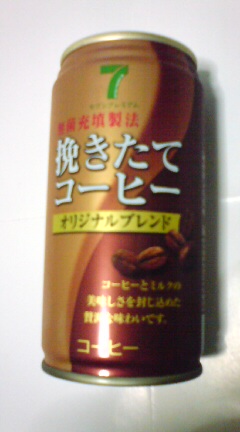 7
セブンプレミアム
無菌充填製法
挽きたて
コーヒー
オリジナルブレンド
コーヒーとミルクの
美味しさを封じ込めた
贅沢な味わいです。
コーヒー